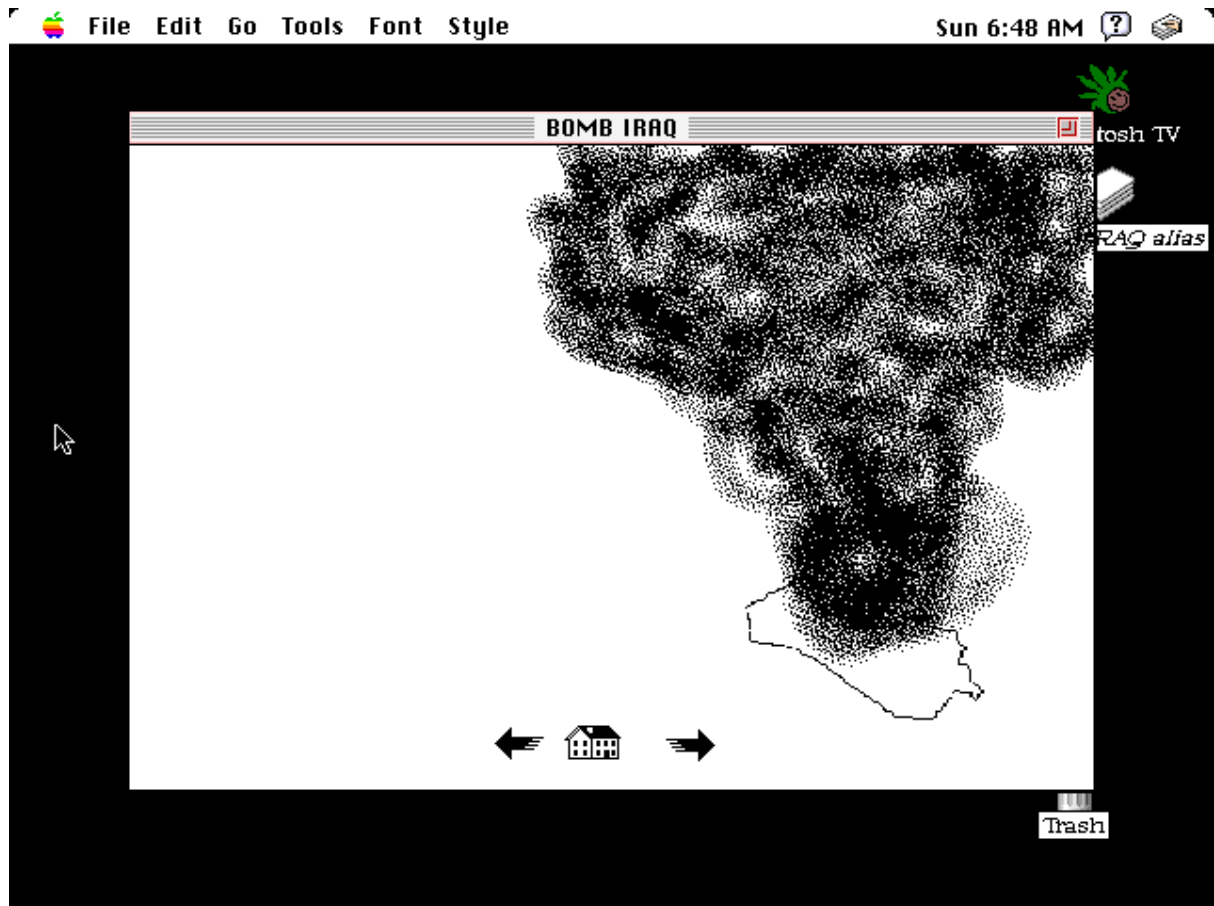 File Edit Go Tools Font Style Sun 6:48 AM
BOMB IRAQ
tosh TV
RAQ alias
Trash